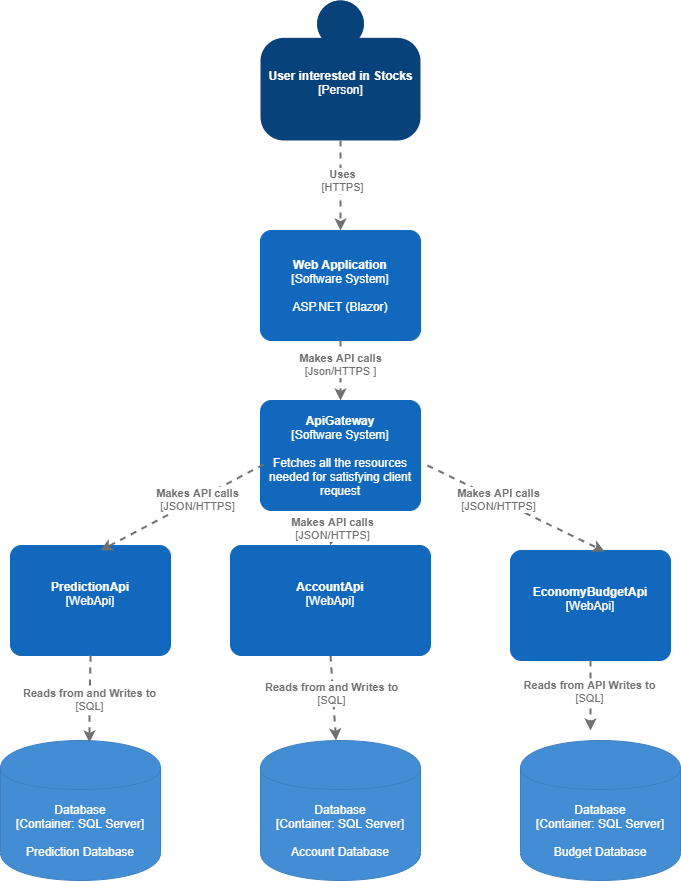 User interested in Stocks
[Person]
Uses
[HTTPS]
Web Application
[Software System]
ASP.NET (Blazor)
Makes API calls
[Json/HTTPS ]
ApiGateway
[Software System]
Fetches all the resources
needed for satisfying client
request
Makes API calls
[JSON/HTTPS]
Makes API calls
[JSON/HTTPS]
Makes API calls
[JSON/HTTPS]
PredictionApi
[WebApi]
AccountApi
[WebApi]
EconomyBudgetApi
[WebApi]
Reads from and Writes to
[SQL]
Reads from and Writes to
[SQL]
Reads from API Writes to
[SQL]
Database
[Container: SQL Server]
Prediction Database
Database
[Container: SQL Server]
Account Database
Database
[Container: SQL Server]
Budget Database